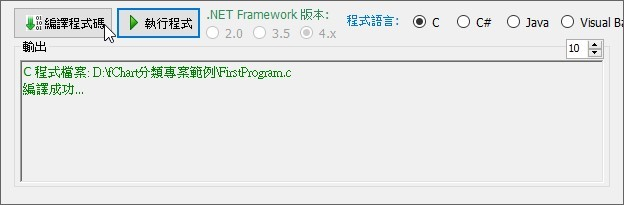 編譯程式碼 執行程式 .NET Framework 版本: 程式語言: C C# Java Visual Ba
2.0 3.5 4.x
輸出 10
C 程式檔案: D:\fChart分類專案範例\FirstProgram.c
編譯成功...